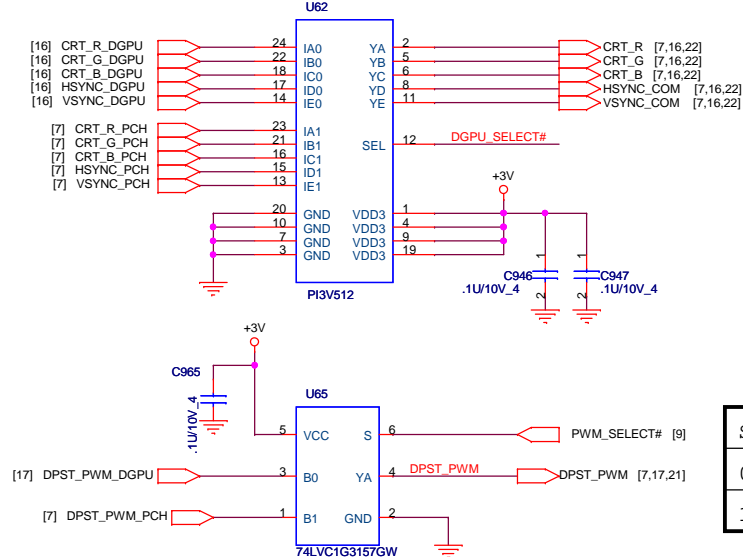 U62
[16] CRT_R_DGPU 24 IA0 YA 2 CRT_R [7,16,22]
[16] CRT_G_DGPU 22 IB0 YB 5 CRT_G [7,16,22]
[16] CRT_B_DGPU 18 IC0 YC 6 CRT_B [7,16,22]
[16] HSYNC_DGPU 17 ID0 YD 8 HSYNC_COM [7,16,22]
[16] VSYNC_DGPU 14 IE0 YE 11 VSYNC_COM [7,16,22]
[7] CRT_R_PCH 23 IA1
[7] CRT_G_PCH 21 IB1 SEL 12 DGPU_SELECT#
[7] CRT_B_PCH 16 IC1
[7] HSYNC_PCH 15 ID1
[7] VSYNC_PCH 13 IE1
+3V
20 GND VDD3 1
10 GND VDD3 4
7 GND VDD3 9
3 GND VDD3 19
1 C946 2 .1U/10V_4
1 C947 2 .1U/10V_4
PI3V512
+3V
C965
.1U/10V_4
U65
5 VCC S 6 PWM_SELECT# [9]
[17] DPST_PWM_DGPU 3 B0 YA 4 DPST_PWM DPST_PWM [7,17,21]
[7] DPST_PWM_PCH 1 B1 GND 2
74LVC1G3157GW